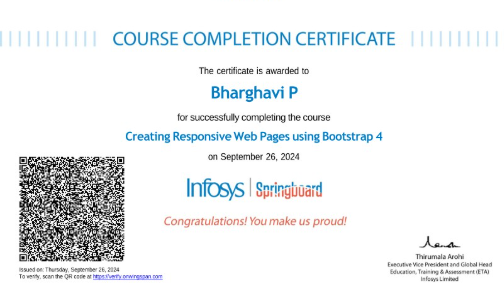 COURSE COMPLETION CERTIFICATE
The certificate is awarded to
Bharghavi P
for successfully completing the course
Creating Responsive Web Pages using Bootstrap 4
on September 26, 2024
Infosys | Springboard
Congratulations! You make us proud!
Thirumala Arohi
Executive Vice President and Global Head
Education, Training & Assessment (ETA)
Infosys Limited
Issued on: Thursday, September 26, 2024
To verify, scan the QR code at https://verify.onwingspan.com